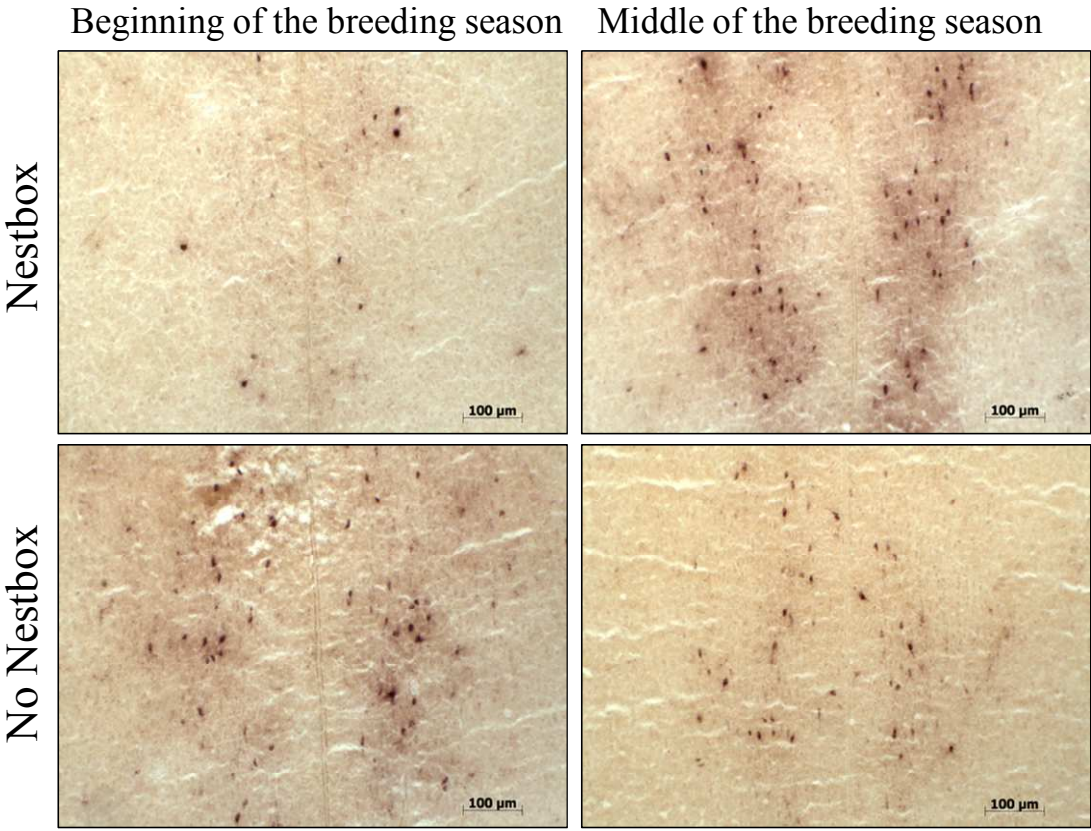 Beginning of the breeding season
Middle of the breeding season
Nestbox
100 µm
100 µm
No Nestbox
100 µm
100 µm